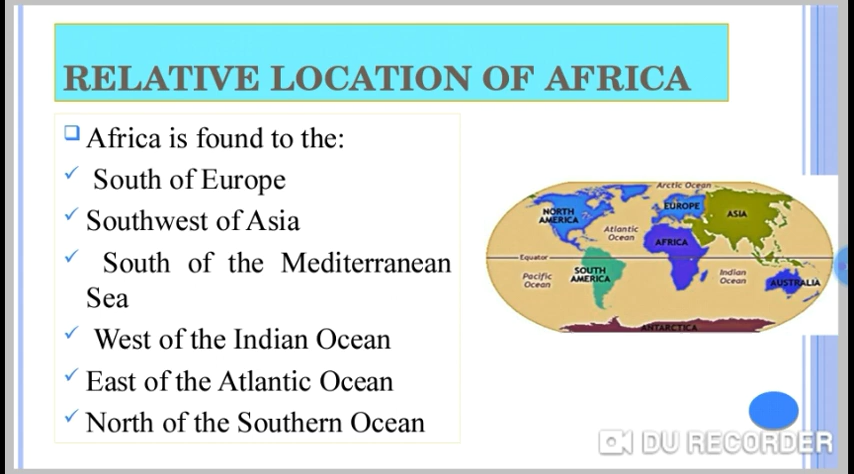 RELATIVE LOCATION OF AFRICA
Africa is found to the:
South of Europe
Southwest of Asia
South of the Mediterranean
Sea
West of the Indian Ocean
East of the Atlantic Ocean
North of the Southern Ocean
Arctic Ocean
NORTH
AMERICA
EUROPE
ASIA
Atlantic
Ocean
AFRICA
Equator
Pacific
Ocean
SOUTH
AMERICA
Indian
Ocean
AUSTRALIA
ANTARCTICA
DU RECORDER